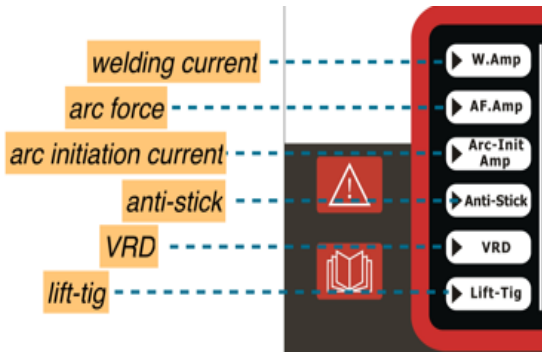 welding current
W.Amp
arc force
AF.Amp
arc initiation current
Arc-Init
Amp
anti-stick
Anti-Stick
VRD
VRD
lift-tig
Lift-Tig